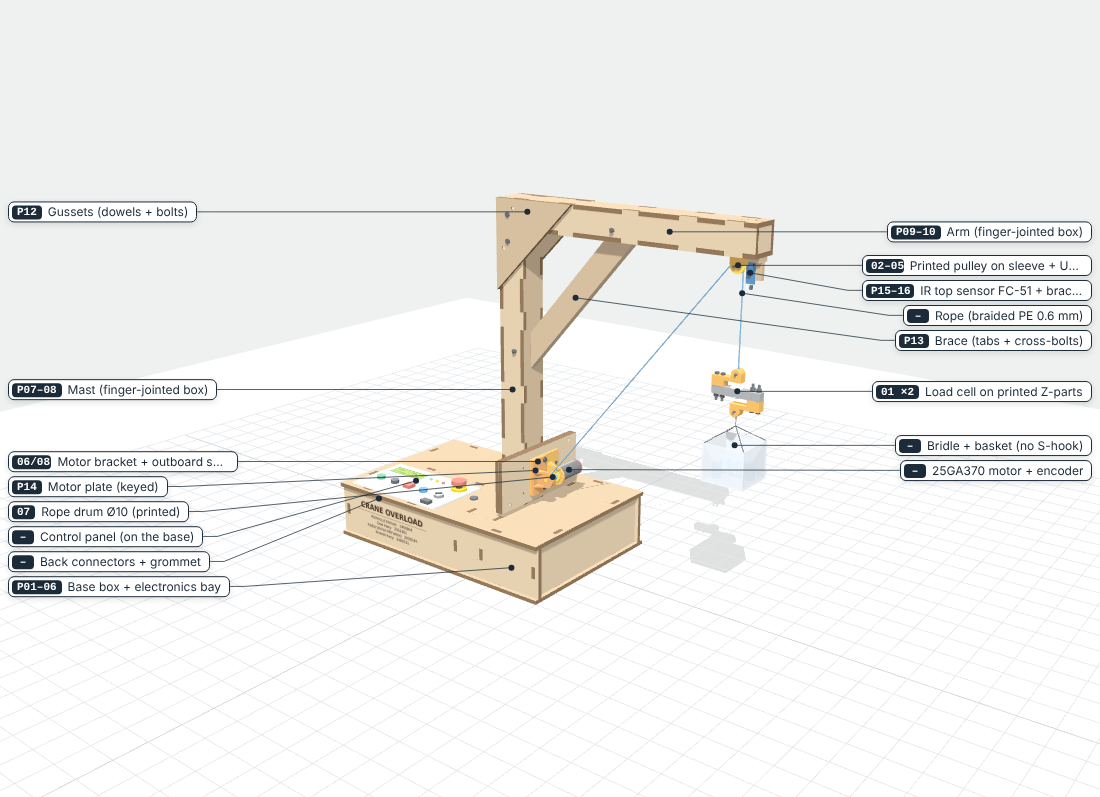 P12 Gussets (dowels + bolts)
P09–10 Arm (finger-jointed box)
02–05 Printed pulley on sleeve + U...
P15–16 IR top sensor FC-51 + brac...
– Rope (braided PE 0.6 mm)
P13 Brace (tabs + cross-bolts)
P07–08 Mast (finger-jointed box)
01 ×2 Load cell on printed Z-parts
– Bridle + basket (no S-hook)
06/08 Motor bracket + outboard s...
– 25GA370 motor + encoder
P14 Motor plate (keyed)
07 Rope drum Ø10 (printed)
– Control panel (on the base)
– Back connectors + grommet
P01–06 Base box + electronics bay
CRANE OVERLOAD